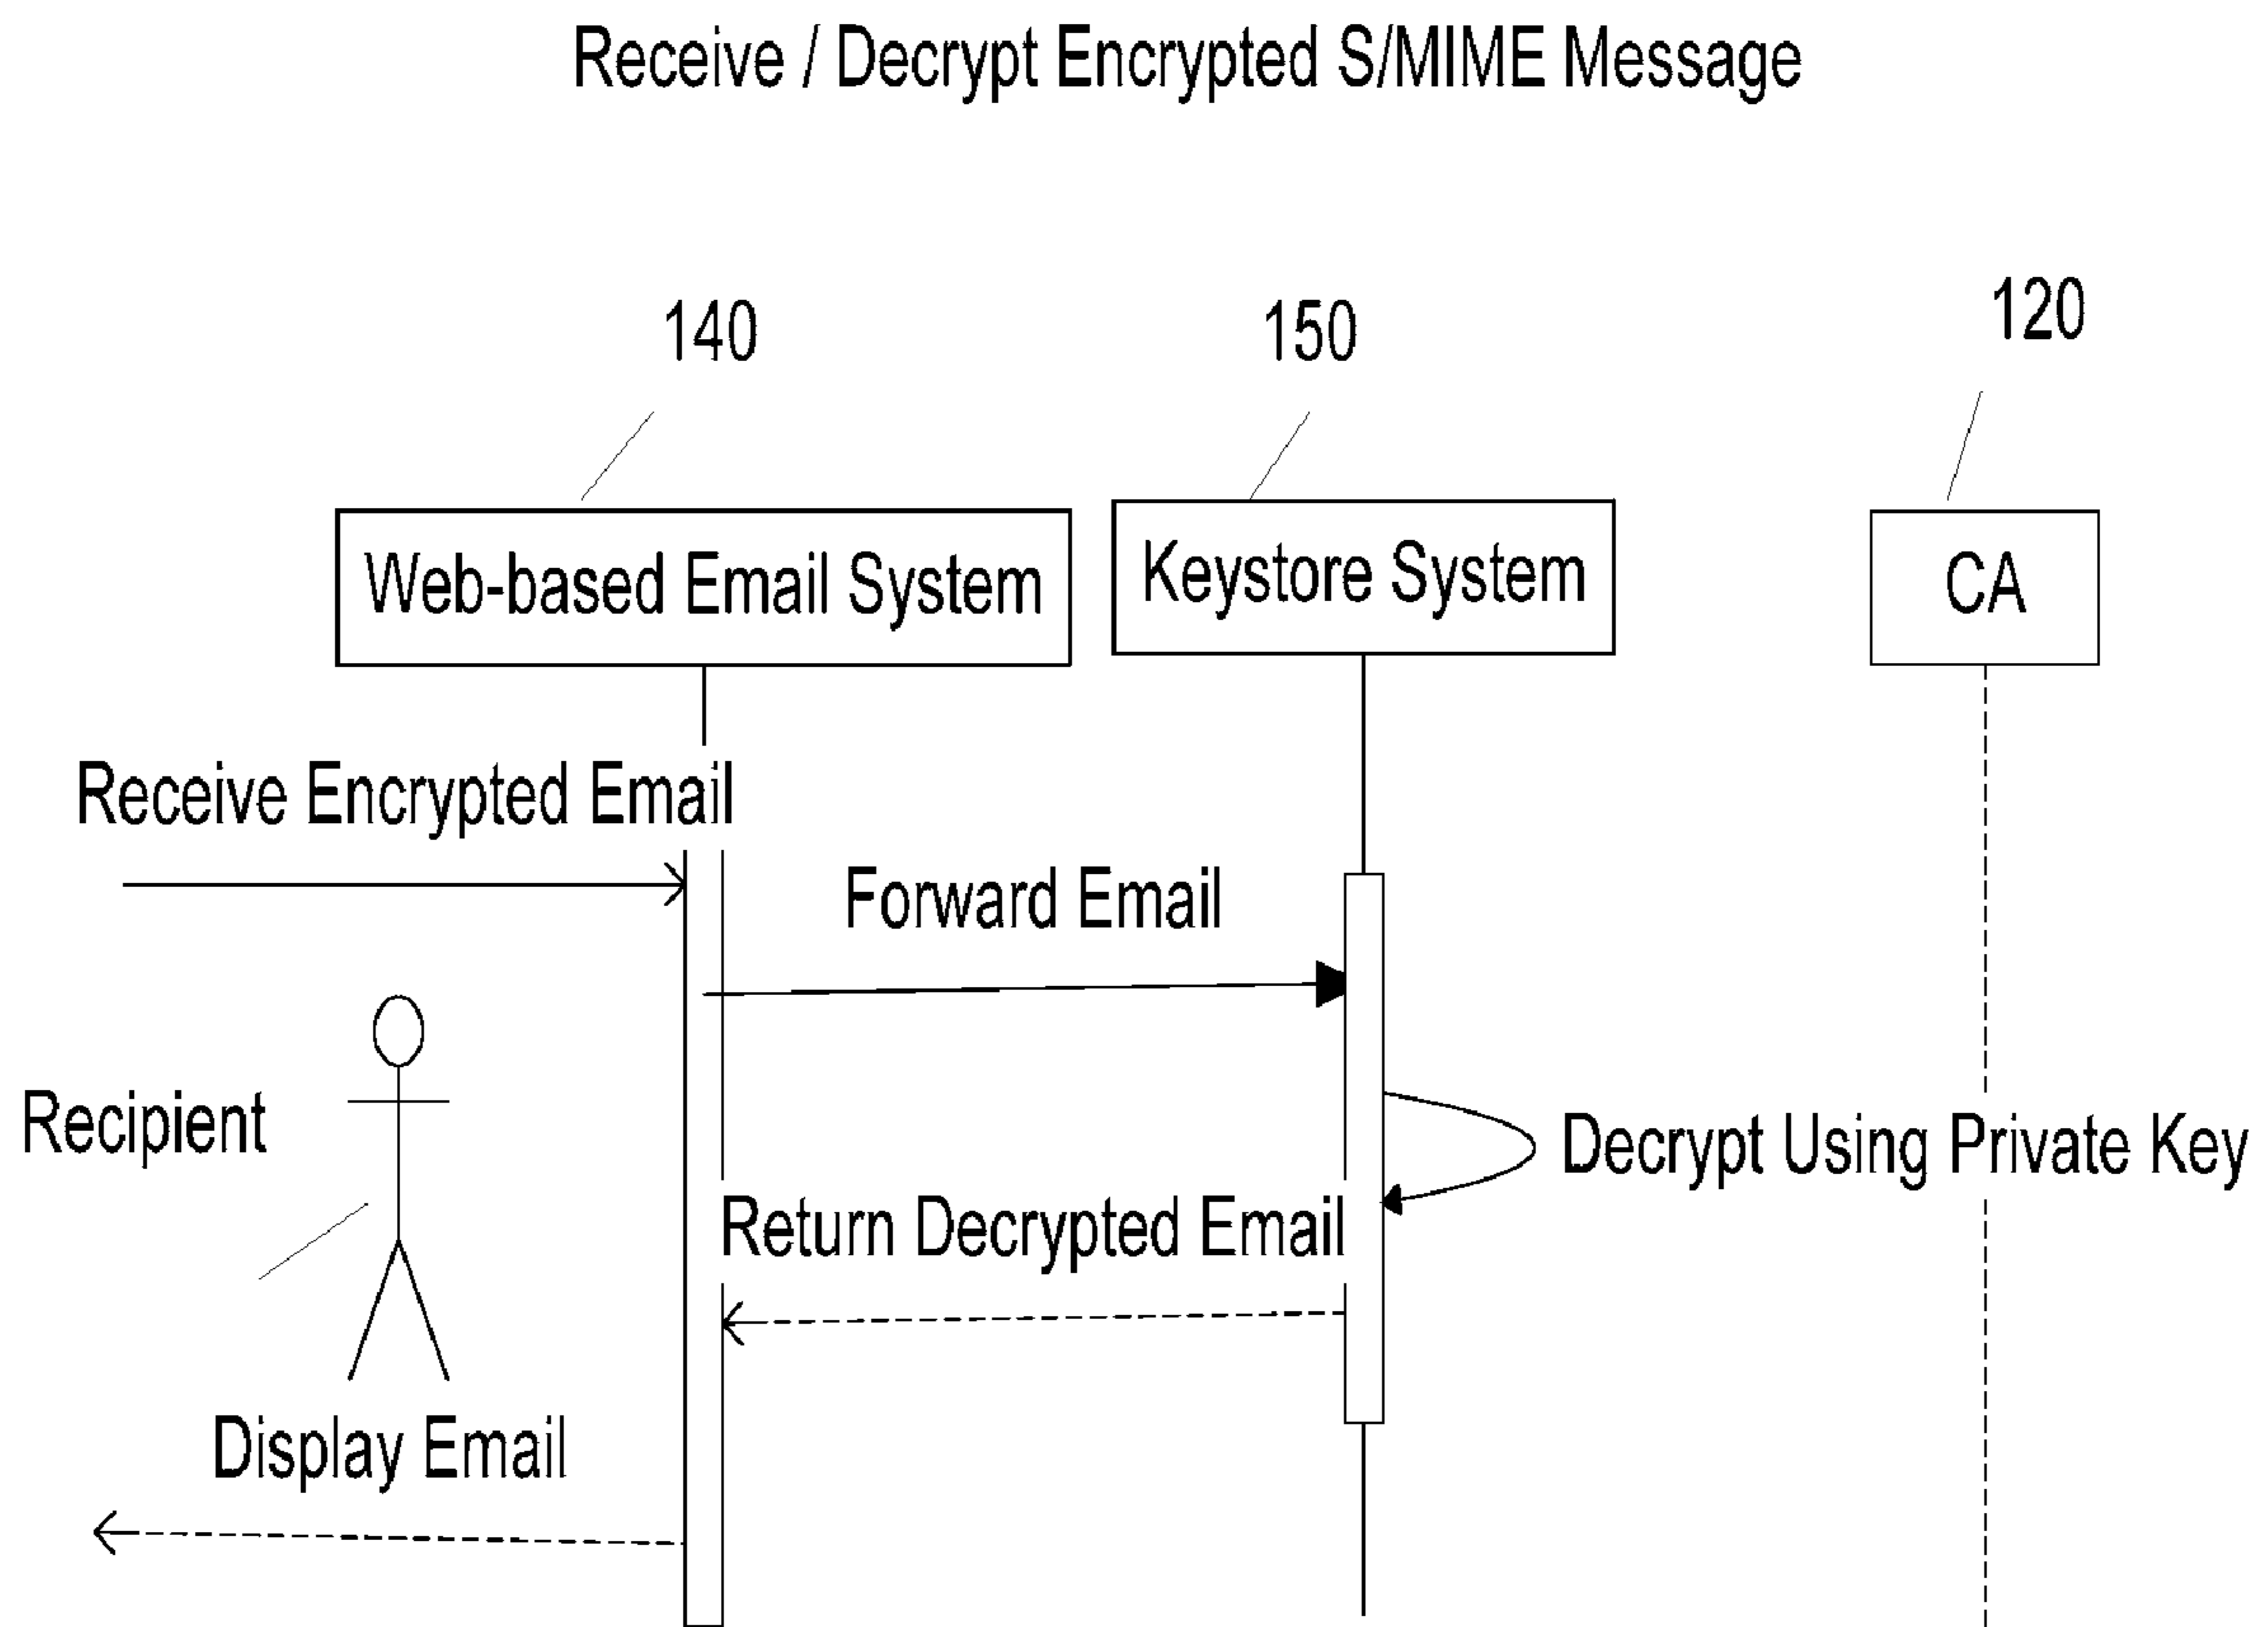 Receive / Decrypt Encrypted S/MIME Message
140
150
120
Web-based Email System
Keystore System
CA
Receive Encrypted Email
Forward Email
Recipient
Decrypt Using Private Key
Return Decrypted Email
Display Email